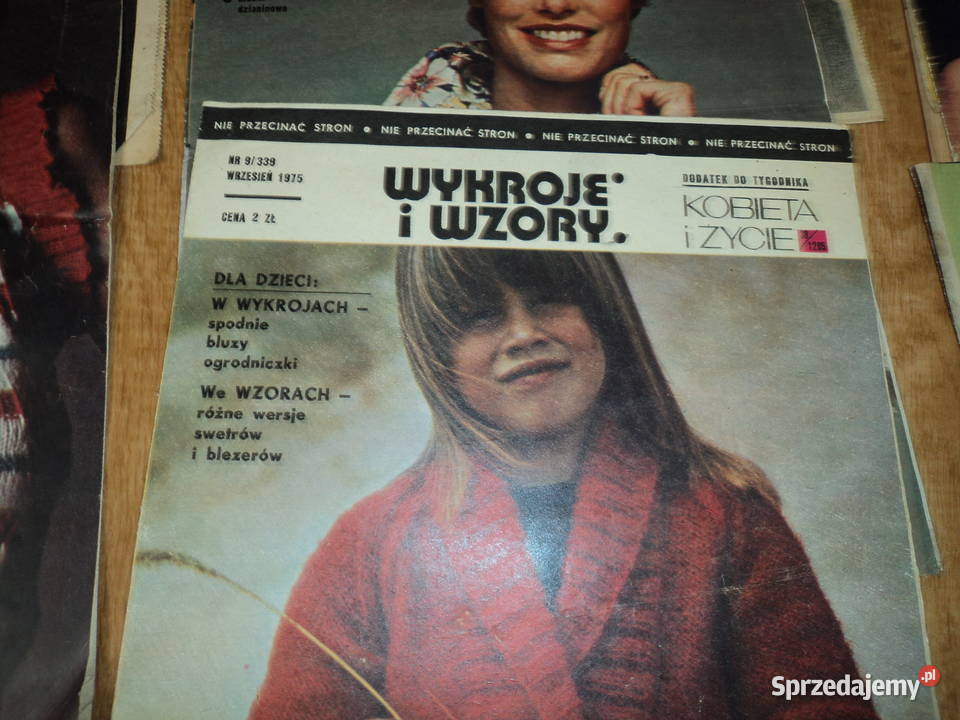 dzianinowe
NIE PRZECINAĆ STRON • NIE PRZECINAĆ STRON • NIE PRZECINAĆ STRON • NIE PRZECINAĆ STRON
NR 9/339
WRZESIEŃ 1975
CENA 2 ZŁ
WYKROJE
i WZORY
DODATEK DO TYGODNIKA
KOBIETA
i ŻYCIE
1285
DLA DZIECI:
W WYKROJACH –
spodnie
bluzy
ogrodniczki
We WZORACH –
różne wersje
swetrów
i blezerów
Sprzedajemy.pl